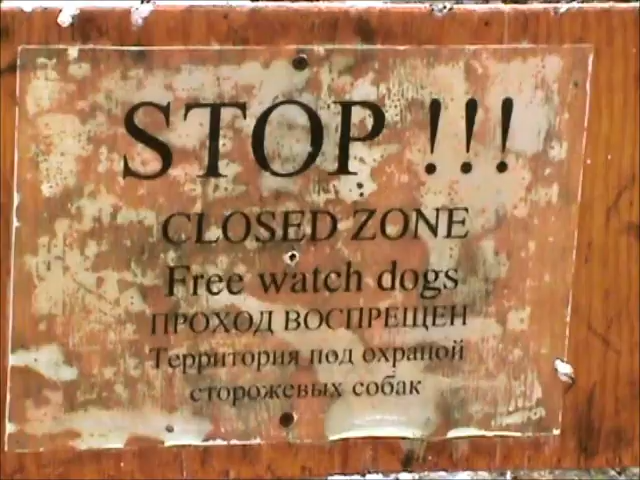 STOP !!!
CLOSED ZONE
Free watch dogs
ПРОХОД ВОСПРЕЩЕН
Территория под охраной
сторожевых собак